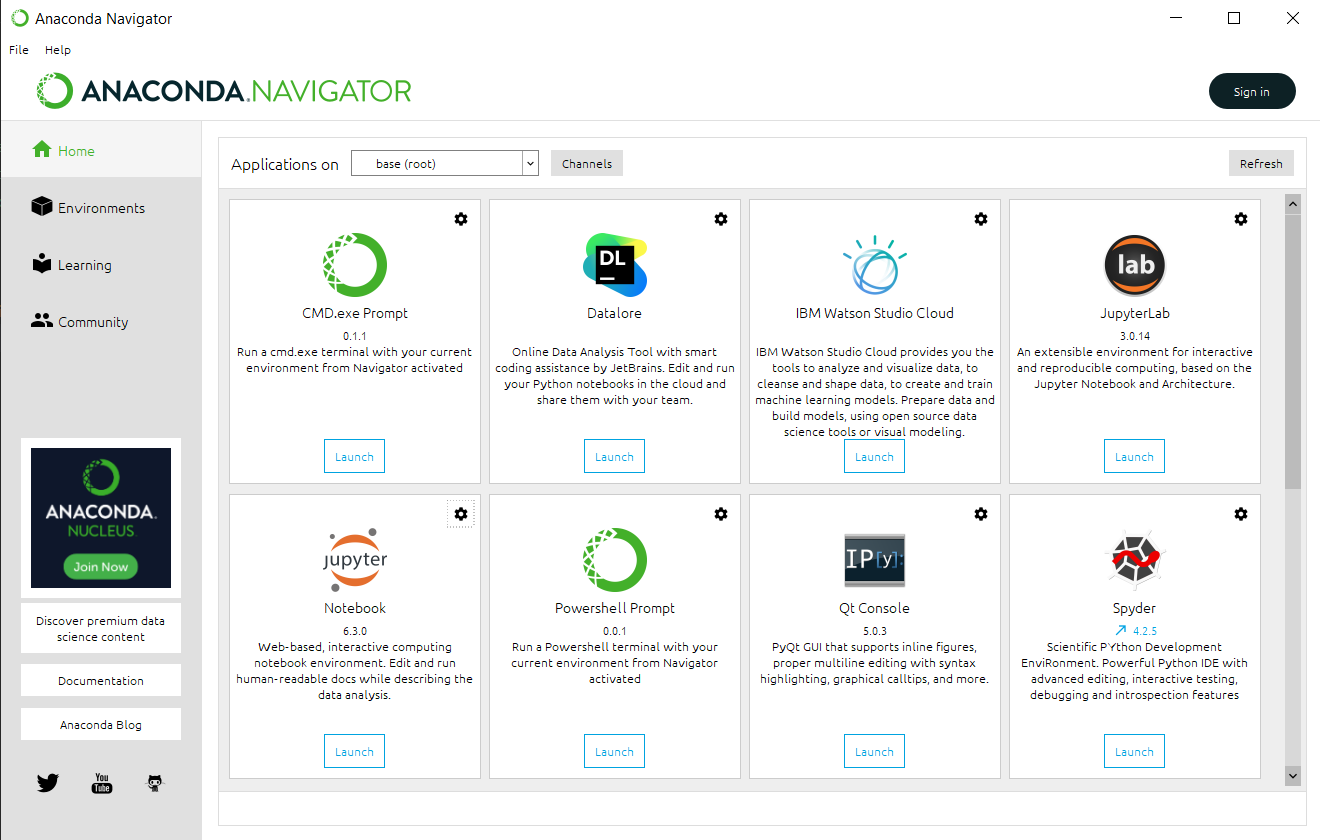 Anaconda Navigator
File Help
ANACONDA.NAVIGATOR
Sign in
Home
Environments
Learning
Community
ANACONDA.
NUCLEUS
Join Now
Discover premium data
science content
Documentation
Anaconda Blog
You
Tube
Applications on
base (root)
Channels
Refresh
CMD.exe Prompt
0.1.1
Run a cmd.exe terminal with your current
environment from Navigator activated
Launch
DL
Datalore
Online Data Analysis Tool with smart
coding assistance by JetBrains. Edit and run
your Python notebooks in the cloud and
share them with your team.
Launch
IBM Watson Studio Cloud
IBM Watson Studio Cloud provides you the
tools to analyze and visualize data, to
cleanse and shape data, to create and train
machine learning models. Prepare data and
build models, using open source data
science tools or visual modeling.
Launch
lab
JupyterLab
3.0.14
An extensible environment for interactive
and reproducible computing, based on the
Jupyter Notebook and Architecture.
Launch
jupyter
Notebook
6.3.0
Web-based, interactive computing
notebook environment. Edit and run
human-readable docs while describing the
data analysis.
Launch
Powershell Prompt
0.0.1
Run a Powershell terminal with your
current environment from Navigator
activated
Launch
IP[y]:
Qt Console
5.0.3
PyQt GUI that supports inline figures,
proper multiline editing with syntax
highlighting, graphical calltips, and more.
Launch
Spyder
4.2.5
Scientific PYthon Development
EnviRonment. Powerful Python IDE with
advanced editing, interactive testing,
debugging and introspection features
Launch